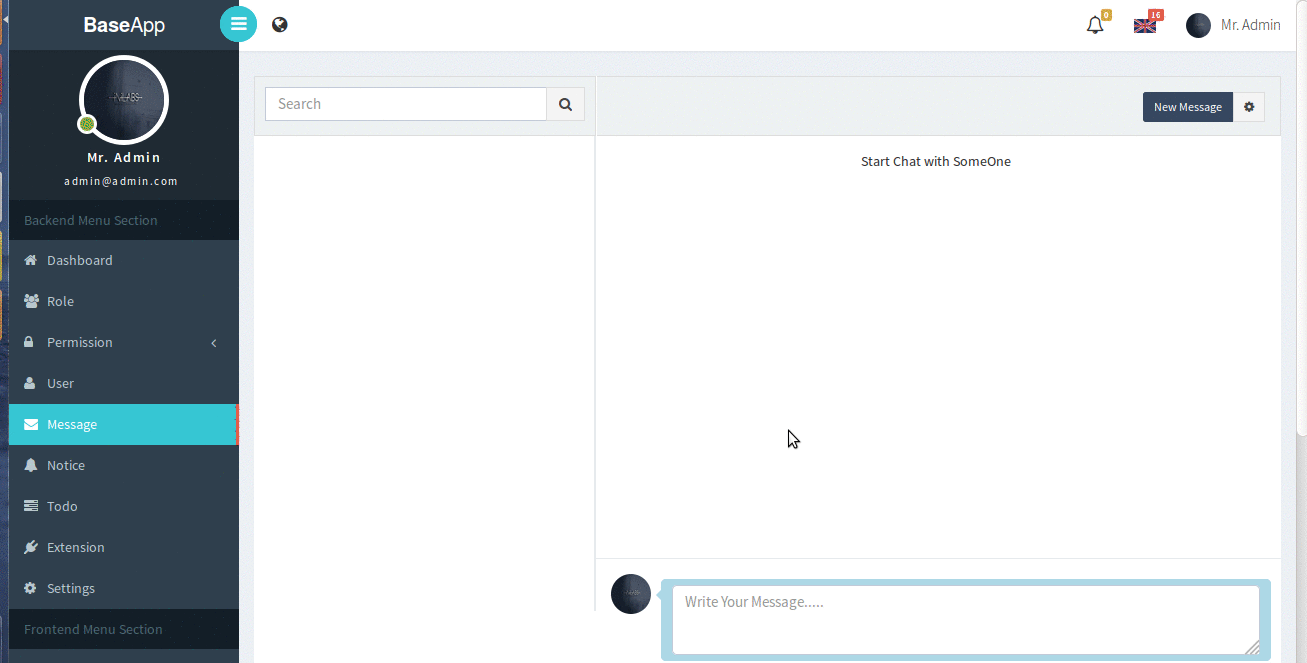 BaseApp
0
16
Mr. Admin
Mr. Admin
admin@admin.com
Backend Menu Section
Dashboard
Role
Permission
User
Message
Notice
Todo
Extension
Settings
Frontend Menu Section
Search
New Message
Start Chat with SomeOne
Write Your Message.....